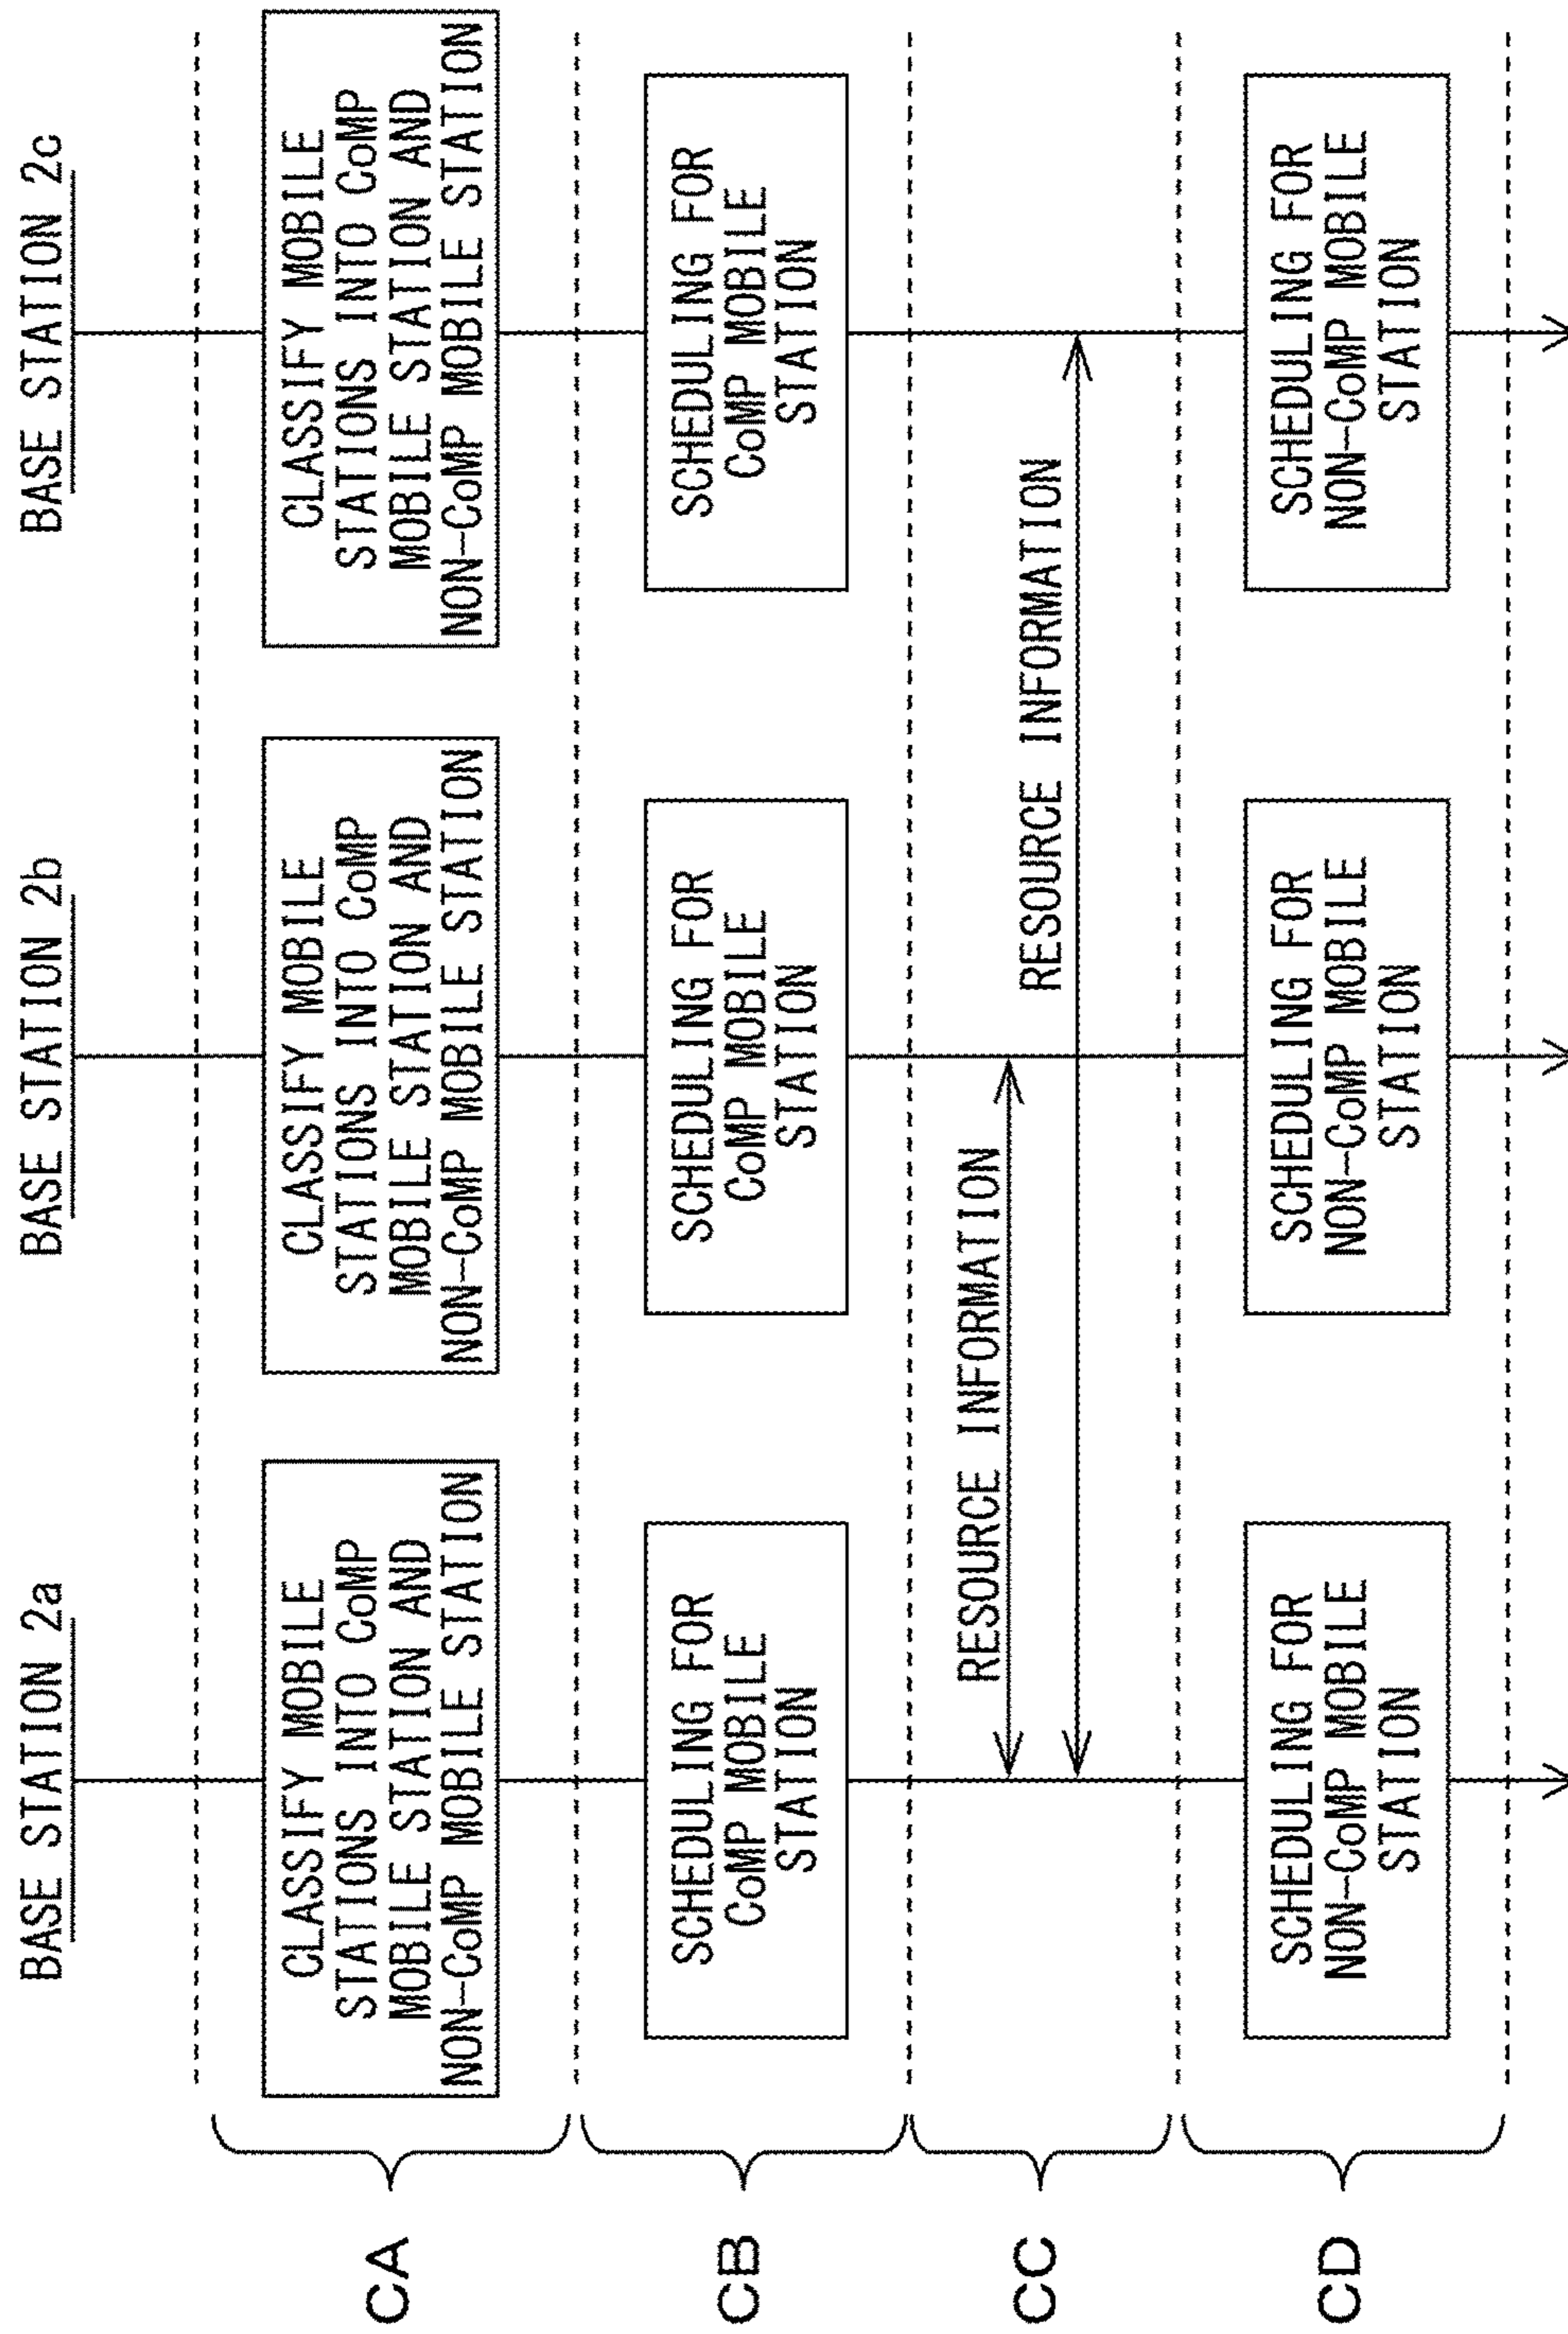 BASE STATION 2a
BASE STATION 2b
BASE STATION 2c
CA
CLASSIFY MOBILE
STATIONS INTO CoMP
MOBILE STATION AND
NON-CoMP MOBILE STATION
CLASSIFY MOBILE
STATIONS INTO CoMP
MOBILE STATION AND
NON-CoMP MOBILE STATION
CLASSIFY MOBILE
STATIONS INTO CoMP
MOBILE STATION AND
NON-CoMP MOBILE STATION
CB
SCHEDULING FOR
CoMP MOBILE
STATION
SCHEDULING FOR
CoMP MOBILE
STATION
SCHEDULING FOR
CoMP MOBILE
STATION
CC
RESOURCE INFORMATION
RESOURCE INFORMATION
CD
SCHEDULING FOR
NON-CoMP MOBILE
STATION
SCHEDULING FOR
NON-CoMP MOBILE
STATION
SCHEDULING FOR
NON-CoMP MOBILE
STATION